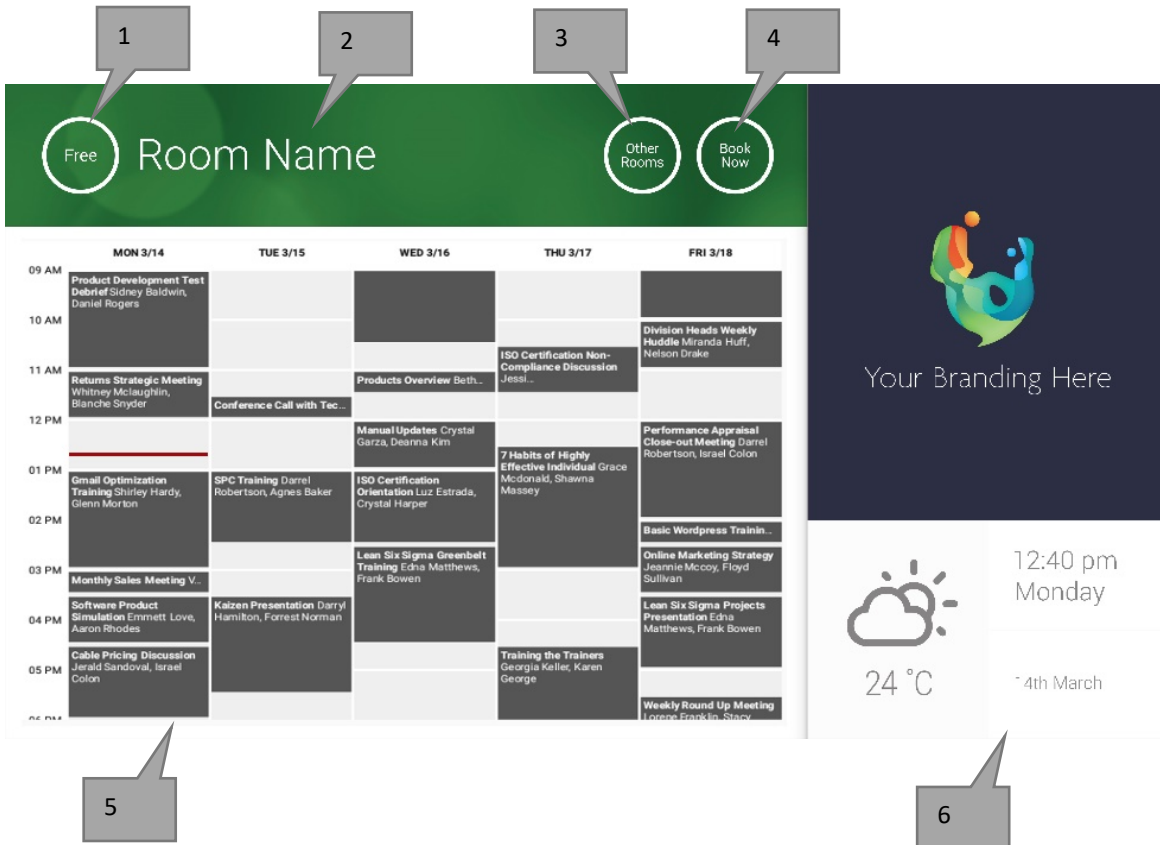 1
2
3
4
Free
Room Name
Other
Rooms
Book
Now
Your Branding Here
MON 3/14
TUE 3/15
WED 3/16
THU 3/17
FRI 3/18
09 AM
10 AM
11 AM
12 PM
01 PM
02 PM
03 PM
04 PM
05 PM
06 PM
Product Development Test
Debrief Sidney Baldwin,
Daniel Rogers
Returns Strategic Meeting
Whitney Mclaughlin,
Blanche Snyder
Gmail Optimization
Training Shirley Hardy,
Glenn Morton
Monthly Sales Meeting V...
Software Product
Simulation Emmett Love,
Aaron Rhodes
Cable Pricing Discussion
Jerald Sandoval, Israel
Colon
Conference Call with Tec...
SPC Training Darrel
Robertson, Agnes Baker
Kaizen Presentation Darryl
Hamilton, Forrest Norman
Products Overview Beth...
Manual Updates Crystal
Garza, Deanna Kim
ISO Certification
Orientation Luz Estrada,
Crystal Harper
Lean Six Sigma Greenbelt
Training Edna Matthews,
Frank Bowen
ISO Certification Non-
Compliance Discussion
Jessi...
7 Habits of Highly
Effective Individual Grace
Mcdonald, Shawna
Massey
Training the Trainers
Georgia Keller, Karen
George
Division Heads Weekly
Huddle Miranda Huff,
Nelson Drake
Performance Appraisal
Close-out Meeting Darrel
Robertson, Israel Colon
Basic Wordpress Trainin...
Online Marketing Strategy
Jeannie Mccoy, Floyd
Sullivan
Lean Six Sigma Projects
Presentation Edna
Matthews, Frank Bowen
Weekly Round Up Meeting
Lorene Franklin, Stacy
12:40 pm
Monday
24 °C
14th March
5
6